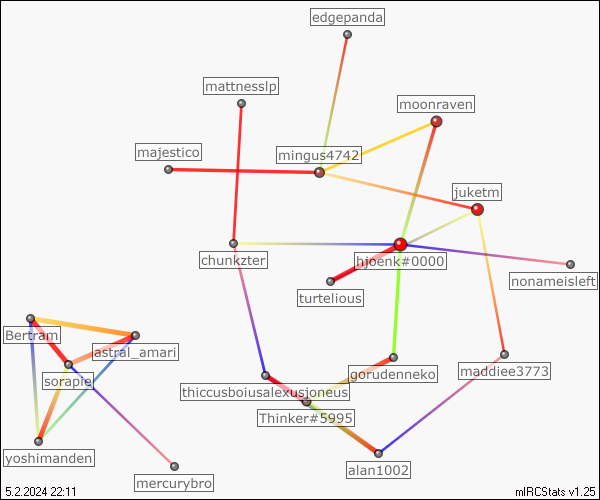 edgepanda
mattnesslp
moonraven
majestico
mingus4742
juketm
chunkzter
hjoenk#0000
nonameisleft
turtelious
Bertram
astral_amari
sorapie
gorudenneko
maddiee3773
thiccusboiusalexusjoneus
Thinker#5995
yoshimanden
alan1002
mercurybro
5.2.2024 22:11
mIRCStats v1.25